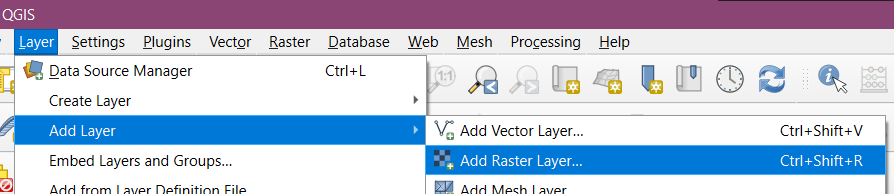 QGIS
Layer Settings Plugins Vector Raster Database Web Mesh Processing Help
Data Source Manager Ctrl+L
1:1
Create Layer
Add Layer
Add Vector Layer... Ctrl+Shift+V
Embed Layers and Groups...
Add Raster Layer... Ctrl+Shift+R
Add from Layer Definition File
Add Mesh Layer